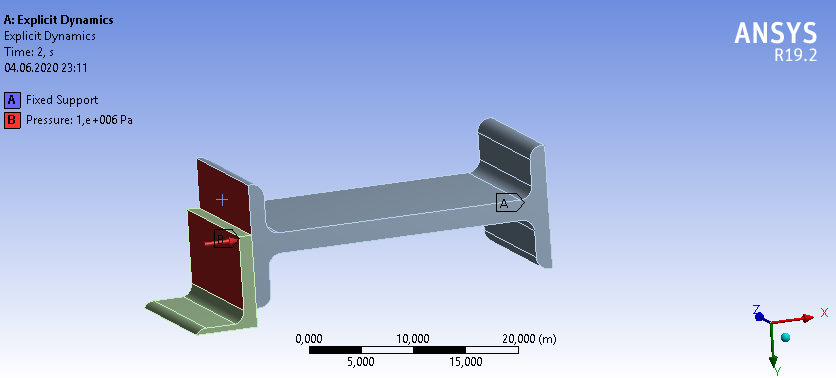 A: Explicit Dynamics
Explicit Dynamics
Time: 2, s
04.06.2020 23:11
A Fixed Support
B Pressure: 1,e+006 Pa
ANSYS
R19.2
A
B
0,000 10,000 20,000 (m)
5,000 15,000
Z
X
Y